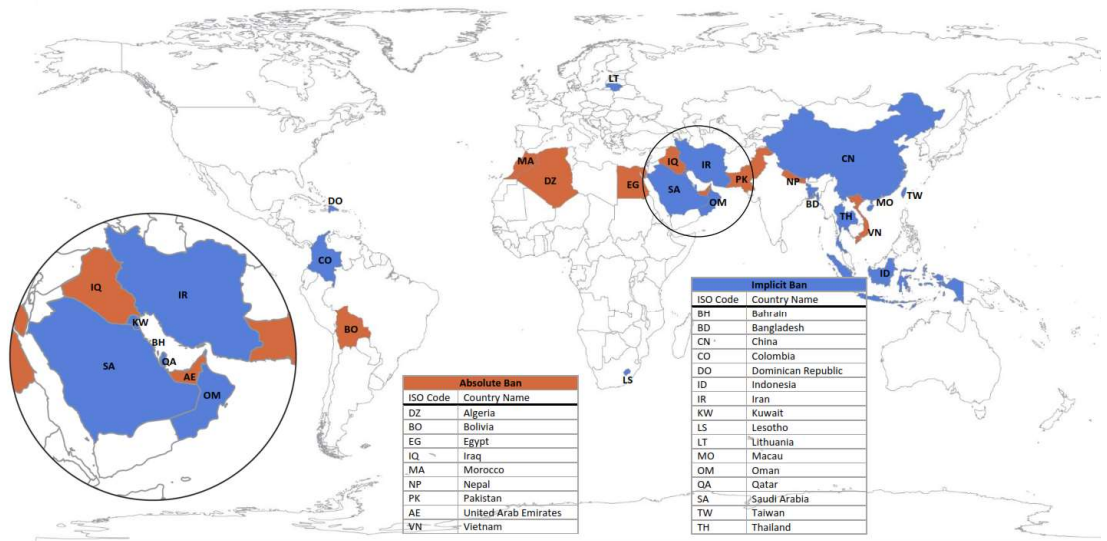 LT
MA
DZ
EG
IQ
IR
SA
OM
PK
NP
BD
CN
MO
TW
TH
VN
ID
LS
DO
CO
BO
IQ
IR
KW
BH
QA
SA
AE
OM
Absolute Ban
ISO Code Country Name
DZ Algeria
BO Bolivia
EG Egypt
IQ Iraq
MA Morocco
NP Nepal
PK Pakistan
AE United Arab Emirates
VN Vietnam
Implicit Ban
ISO Code Country Name
BH Bahrain
BD Bangladesh
CN China
CO Colombia
DO Dominican Republic
ID Indonesia
IR Iran
KW Kuwait
LS Lesotho
LT Lithuania
MO Macau
OM Oman
QA Qatar
SA Saudi Arabia
TW Taiwan
TH Thailand